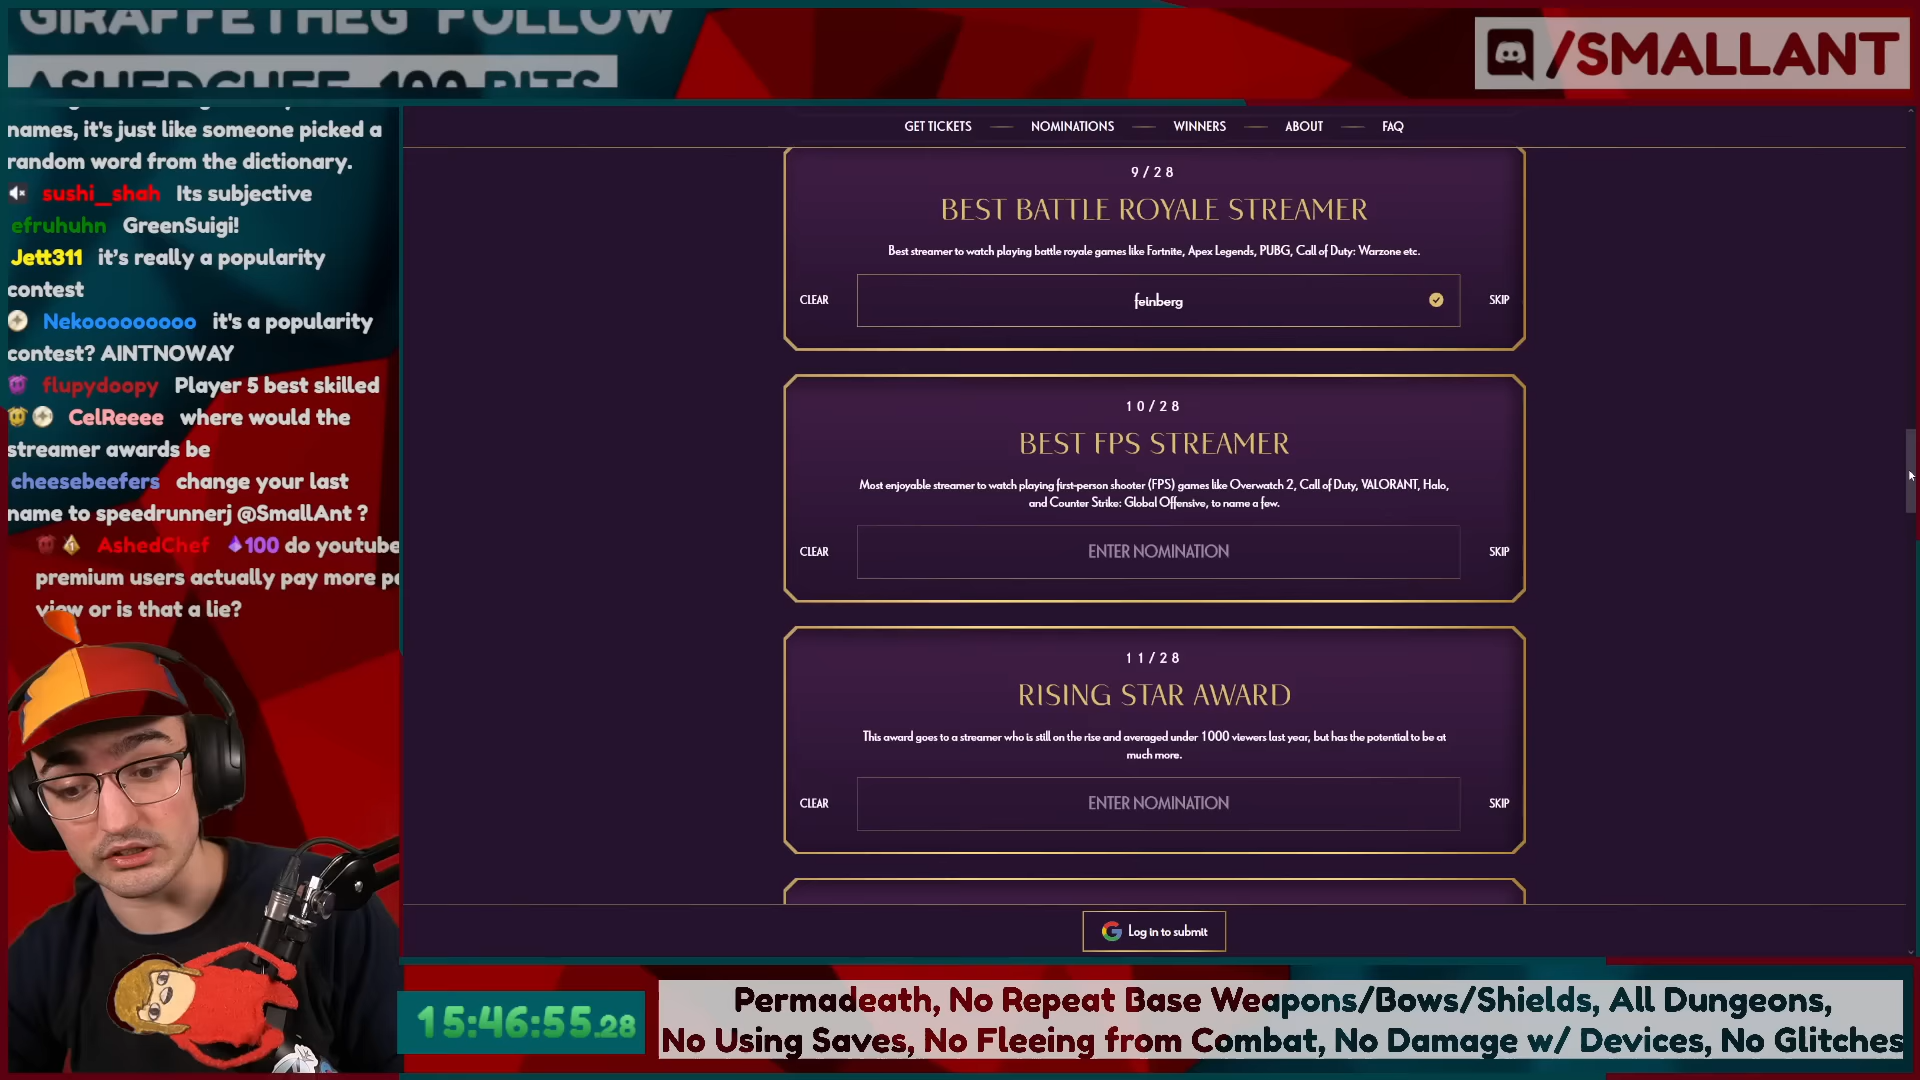 GIRAFFETHEG FOLLOW
ASHEDCHEF 100 BITS
/SMALLANT
names, it's just like someone picked a
random word from the dictionary.
sushi_shah Its subjective
efruhuhn GreenSuigi!
Jett311 it's really a popularity
contest
Nekooooooooo it's a popularity
contest? AINTNOWAY
flupydoopy Player 5 best skilled
CelReeee where would the
streamer awards be
cheesebeefers change your last
name to speedrunnerj @SmallAnt ?
AshedChef 100 do youtube
premium users actually pay more pe
view or is that a lie?
GET TICKETS NOMINATIONS WINNERS ABOUT FAQ
9/28
BEST BATTLE ROYALE STREAMER
Best streamer to watch playing battle royale games like Fortnite, Apex Legends, PUBG, Call of Duty: Warzone etc.
CLEAR feinberg SKIP
10/28
BEST FPS STREAMER
Most enjoyable streamer to watch playing first-person shooter (FPS) games like Overwatch 2, Call of Duty, VALORANT, Halo,
and Counter Strike: Global Offensive, to name a few.
CLEAR ENTER NOMINATION SKIP
11/28
RISING STAR AWARD
This award goes to a streamer who is still on the rise and averaged under 1000 viewers last year, but has the potential to be at
much more.
CLEAR ENTER NOMINATION SKIP
Log in to submit
15:46:55.28
Permadeath, No Repeat Base Weapons/Bows/Shields, All Dungeons,
No Using Saves, No Fleeing from Combat, No Damage w/ Devices, No Glitches